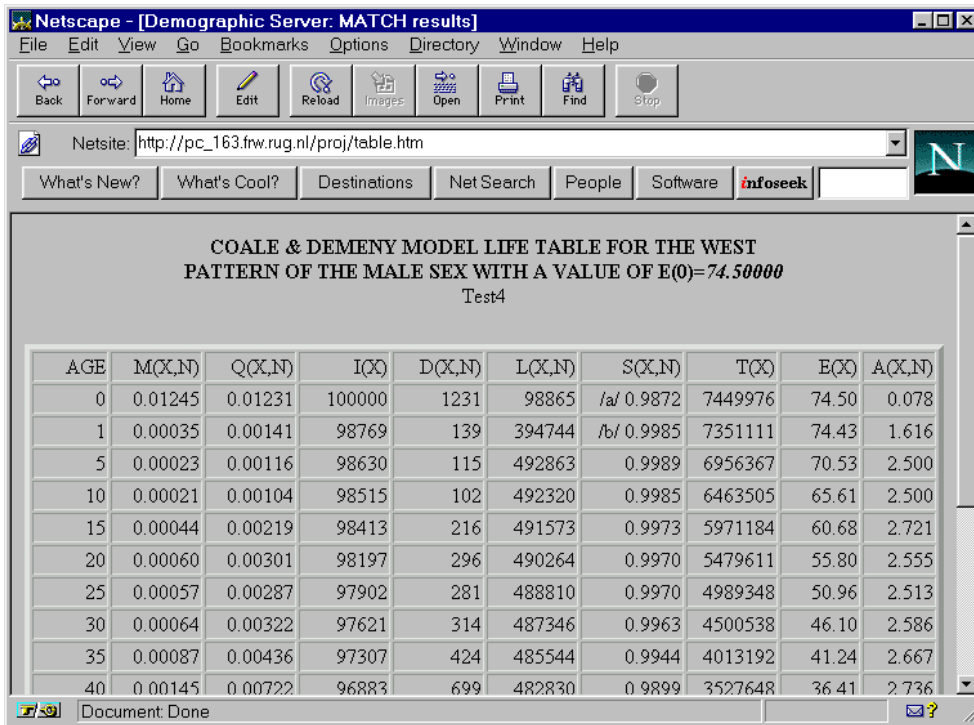 Netscape - [Demographic Server: MATCH results]
File Edit View Go Bookmarks Options Directory Window Help
Back Forward Home Edit Reload Images Open Print Find Stop
Netsite: http://pc_163.frw.rug.nl/proj/table.htm
N
What's New? What's Cool? Destinations Net Search People Software infoseek
COALE & DEMENY MODEL LIFE TABLE FOR THE WEST
PATTERN OF THE MALE SEX WITH A VALUE OF E(0)=74.50000
Test4
AGE M(X,N) Q(X,N) I(X) D(X,N) L(X,N) S(X,N) T(X) E(X) A(X,N)
0 0.01245 0.01231 100000 1231 98865 /a/ 0.9872 7449976 74.50 0.078
1 0.00035 0.00141 98769 139 394744 /b/ 0.9985 7351111 74.43 1.616
5 0.00023 0.00116 98630 115 492863 0.9989 6956367 70.53 2.500
10 0.00021 0.00104 98515 102 492320 0.9985 6463505 65.61 2.500
15 0.00044 0.00219 98413 216 491573 0.9973 5971184 60.68 2.721
20 0.00060 0.00301 98197 296 490264 0.9970 5479611 55.80 2.555
25 0.00057 0.00287 97902 281 488810 0.9970 4989348 50.96 2.513
30 0.00064 0.00322 97621 314 487346 0.9963 4500538 46.10 2.586
35 0.00087 0.00436 97307 424 485544 0.9944 4013192 41.24 2.667
40 0.00145 0.00722 96883 699 482830 0.9899 3527648 36.41 2.736
Document: Done